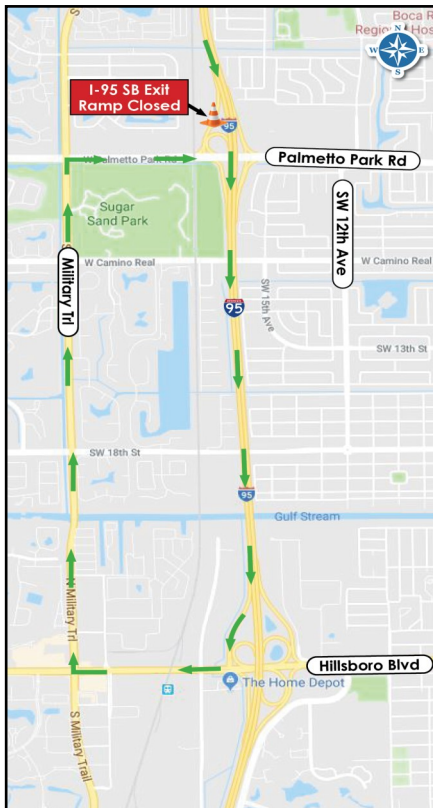 S
Boca R
Region
Hos
N
W
E
S
I-95 SB Exit
Ramp Closed
95
W Palmetto Park Rd
Palmetto Park Rd
Sugar
Sand Park
SW 12th Ave
S Military Trl
W Camino Real
W Camino Real
95
SW 15th Ave
SW 13th St
SW 18th St
95
Gulf Stream
N Military Trl
Hillsboro Blvd
The Home Depot
S Military Trail